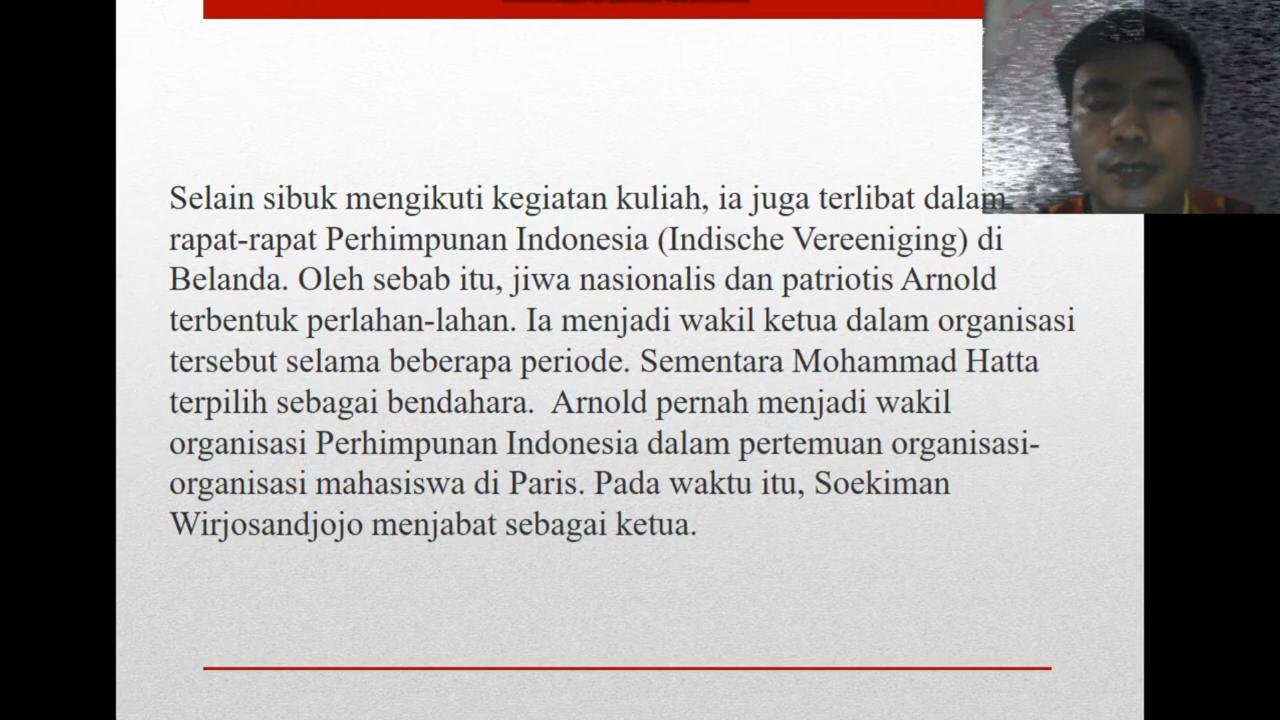 Selain sibuk mengikuti kegiatan kuliah, ia juga terlibat dalam
rapat-rapat Perhimpunan Indonesia (Indische Vereeniging) di
Belanda. Oleh sebab itu, jiwa nasionalis dan patriotis Arnold
terbentuk perlahan-lahan. Ia menjadi wakil ketua dalam organisasi
tersebut selama beberapa periode. Sementara Mohammad Hatta
terpilih sebagai bendahara.  Arnold pernah menjadi wakil
organisasi Perhimpunan Indonesia dalam pertemuan organisasi-
organisasi mahasiswa di Paris. Pada waktu itu, Soekiman
Wirjosandjojo menjabat sebagai ketua.